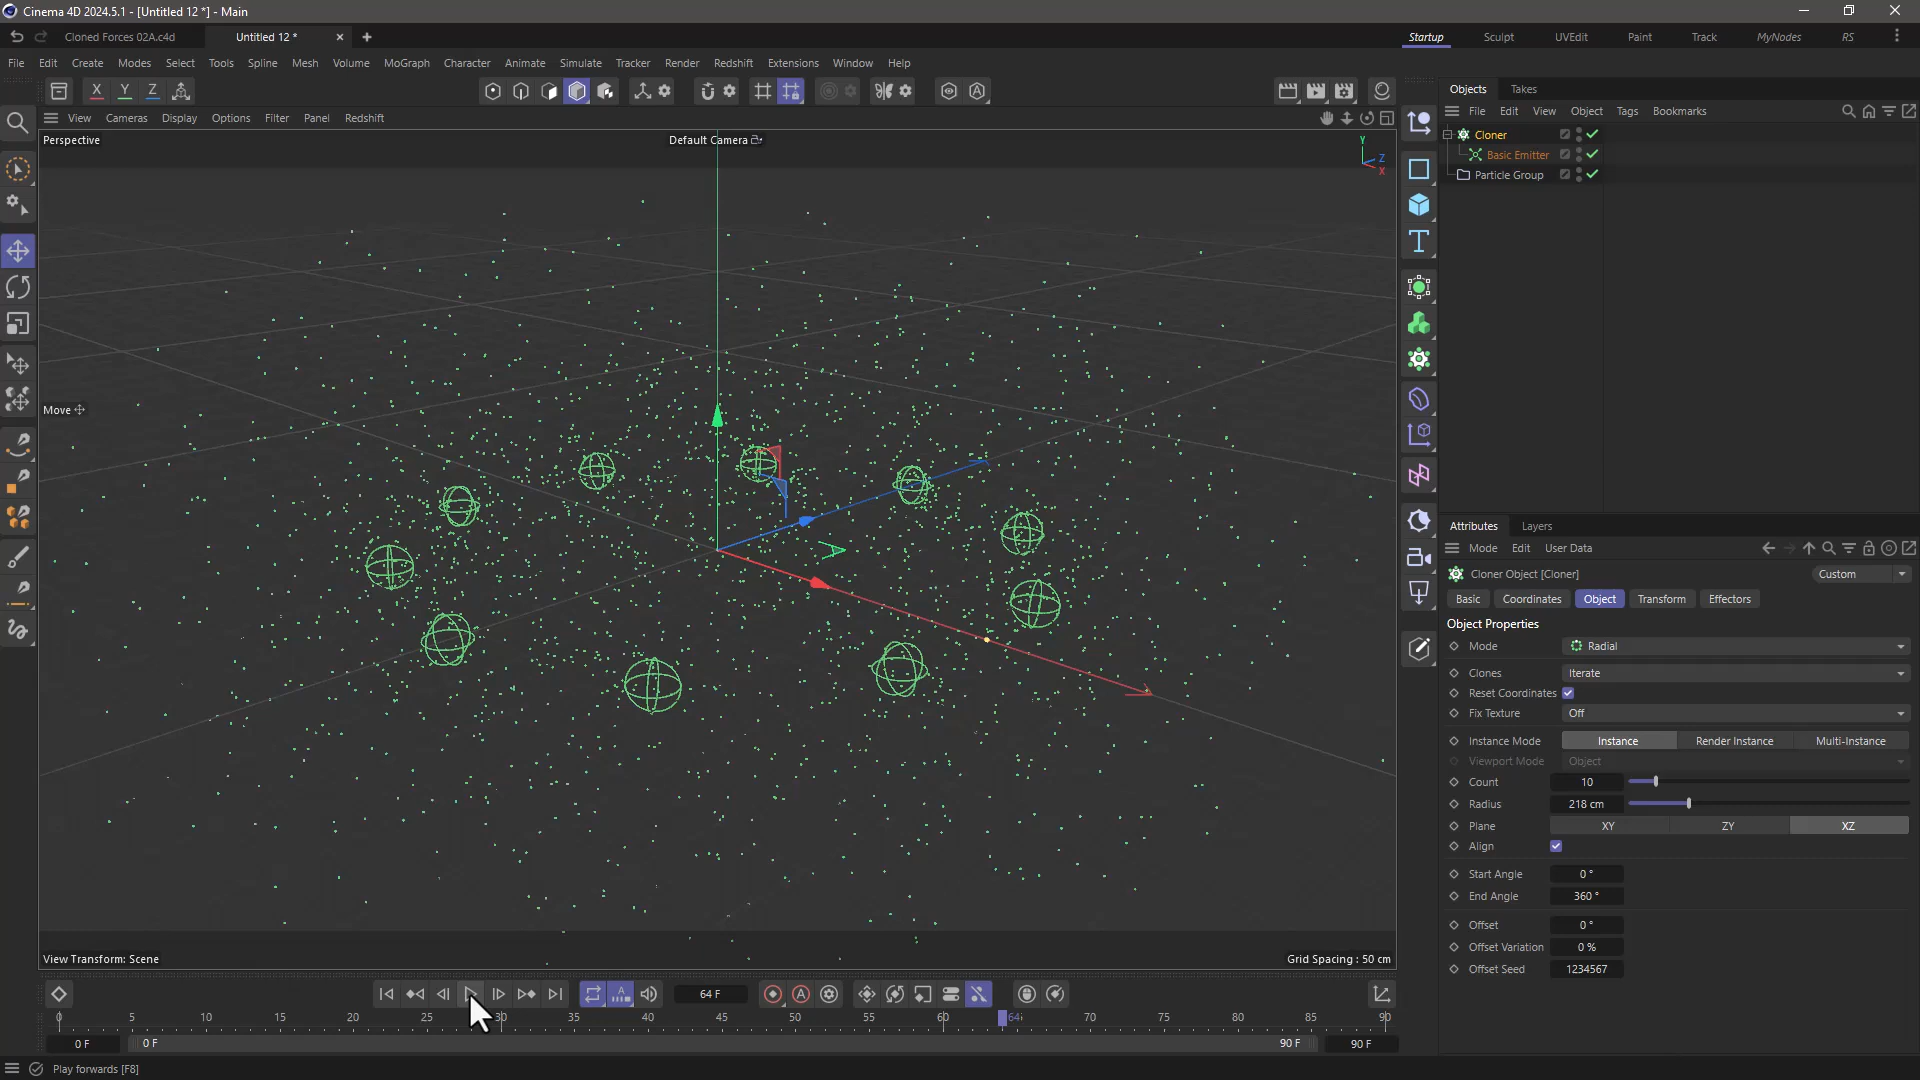 Cinema 4D 2024.5.1 - [Untitled 12 *] - Main
Cloned Forces 02A.c4d
Untitled 12 *
Startup Sculpt UVEdit Paint Track MyNodes RS
File Edit Create Modes Select Tools Spline Mesh Volume MoGraph Character Animate Simulate Tracker Render Redshift Extensions Window Help
X Y Z
Objects Takes
View Cameras Display Options Filter Panel Redshift
File Edit View Object Tags Bookmarks
Perspective
Default Camera
Y
Z
X
Cloner
Basic Emitter
Particle Group
Move
Attributes Layers
Mode Edit User Data
Cloner Object [Cloner]
Custom
Basic Coordinates Object Transform Effectors
Object Properties
Mode Radial
Clones Iterate
Reset Coordinates
Fix Texture Off
Instance Mode Instance Render Instance Multi-Instance
Viewport Mode Object
Count 10
Radius 218 cm
Plane XY ZY XZ
Align
Start Angle 0 °
End Angle 360 °
Offset 0 °
Offset Variation 0 %
Offset Seed 1234567
View Transform: Scene
Grid Spacing : 50 cm
64 F
0 5 10 15 20 25 30 35 40 45 50 55 60 64 70 75 80 85 90
0 F 0 F 90 F 90 F
Play forwards [F8]